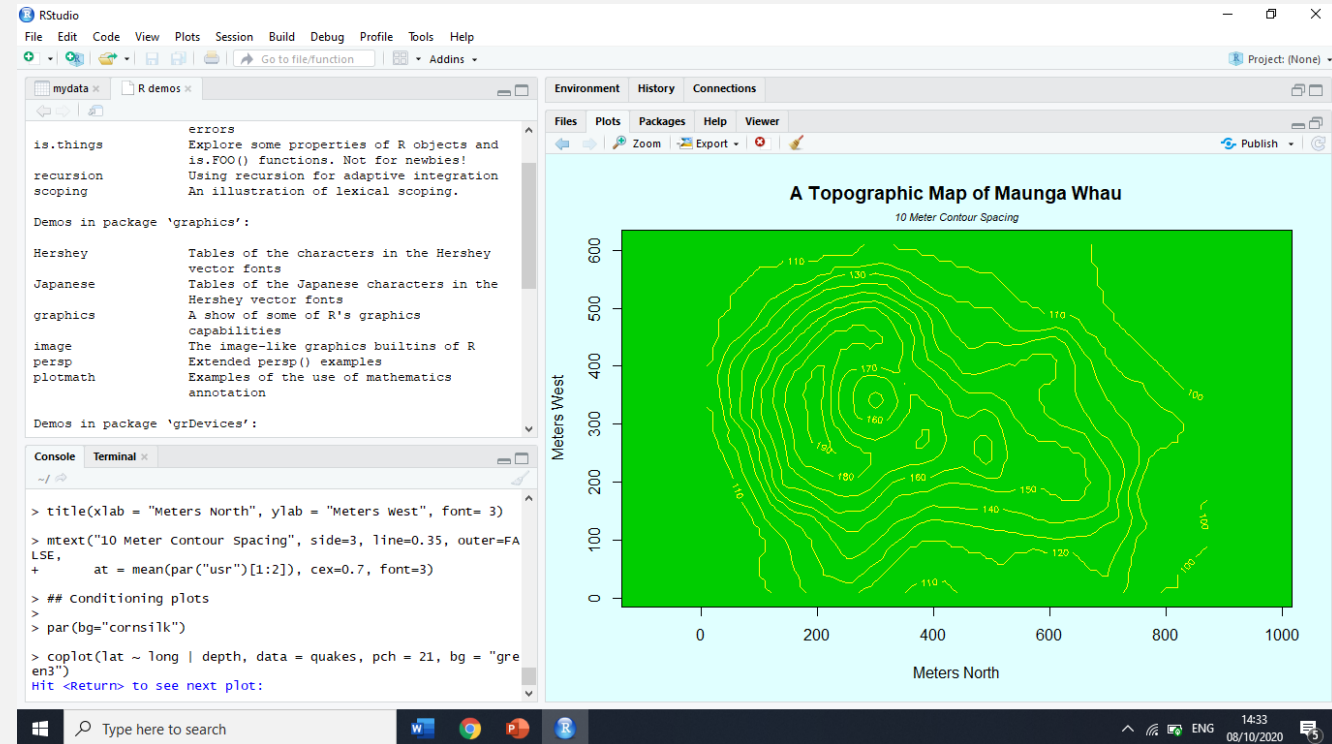 RStudio
File Edit Code View Plots Session Build Debug Profile Tools Help
Go to file/function Addins Project: (None)
mydata R demos
errors
is.things Explore some properties of R objects and
is.FOO() functions. Not for newbies!
recursion Using recursion for adaptive integration
scoping An illustration of lexical scoping.
Demos in package ‘graphics’:
Hershey Tables of the characters in the Hershey
vector fonts
Japanese Tables of the Japanese characters in the
Hershey vector fonts
graphics A show of some of R's graphics
capabilities
image The image-like graphics builtins of R
persp Extended persp() examples
plotmath Examples of the use of mathematics
annotation
Demos in package ‘grDevices’:
Console Terminal
~/
> title(xlab = "Meters North", ylab = "Meters West", font= 3)
> mtext("10 Meter Contour Spacing", side=3, line=0.35, outer=FA
LSE,
+ at = mean(par("usr")[1:2]), cex=0.7, font=3)
> ## Conditioning plots
>
> par(bg="cornsilk")
> coplot(lat ~ long | depth, data = quakes, pch = 21, bg = "gre
en3")
Hit <Return> to see next plot:
Environment History Connections
Files Plots Packages Help Viewer
Zoom Export Publish
A Topographic Map of Maunga Whau
10 Meter Contour Spacing
Meters West
600
500
400
300
200
100
0
110
130
110
170
100
160
190
180
160
150
110
140
100
120
100
110
0 200 400 600 800 1000
Meters North
Type here to search
W
P
R
ENG
14:33
08/10/2020
5